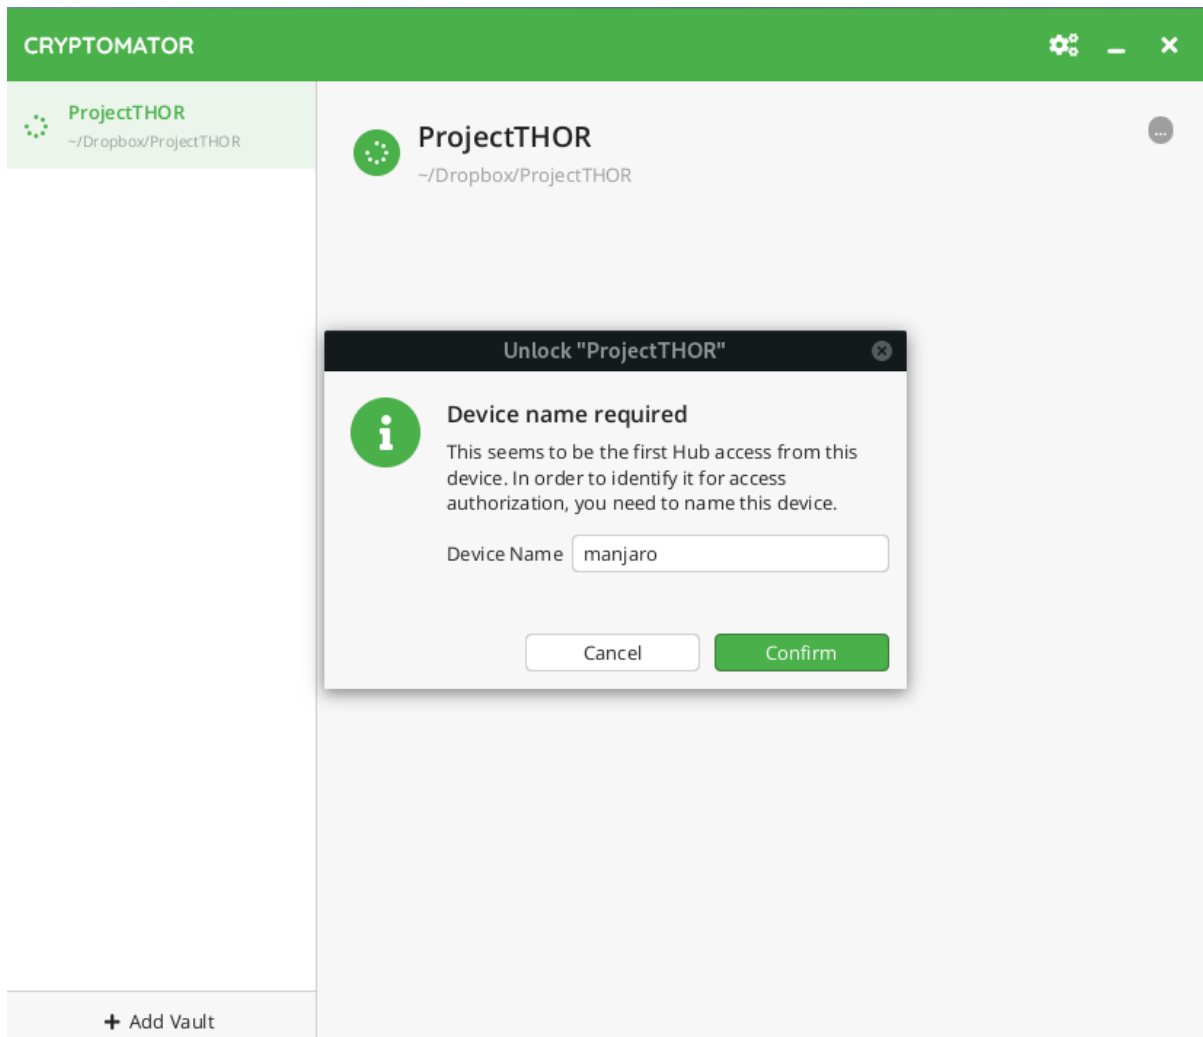 CRYPTOMATOR
ProjectTHOR
~/Dropbox/ProjectTHOR
ProjectTHOR
~/Dropbox/ProjectTHOR
...
Unlock "ProjectTHOR"
Device name required
This seems to be the first Hub access from this
device. In order to identify it for access
authorization, you need to name this device.
Device Name manjaro
Cancel Confirm
+ Add Vault